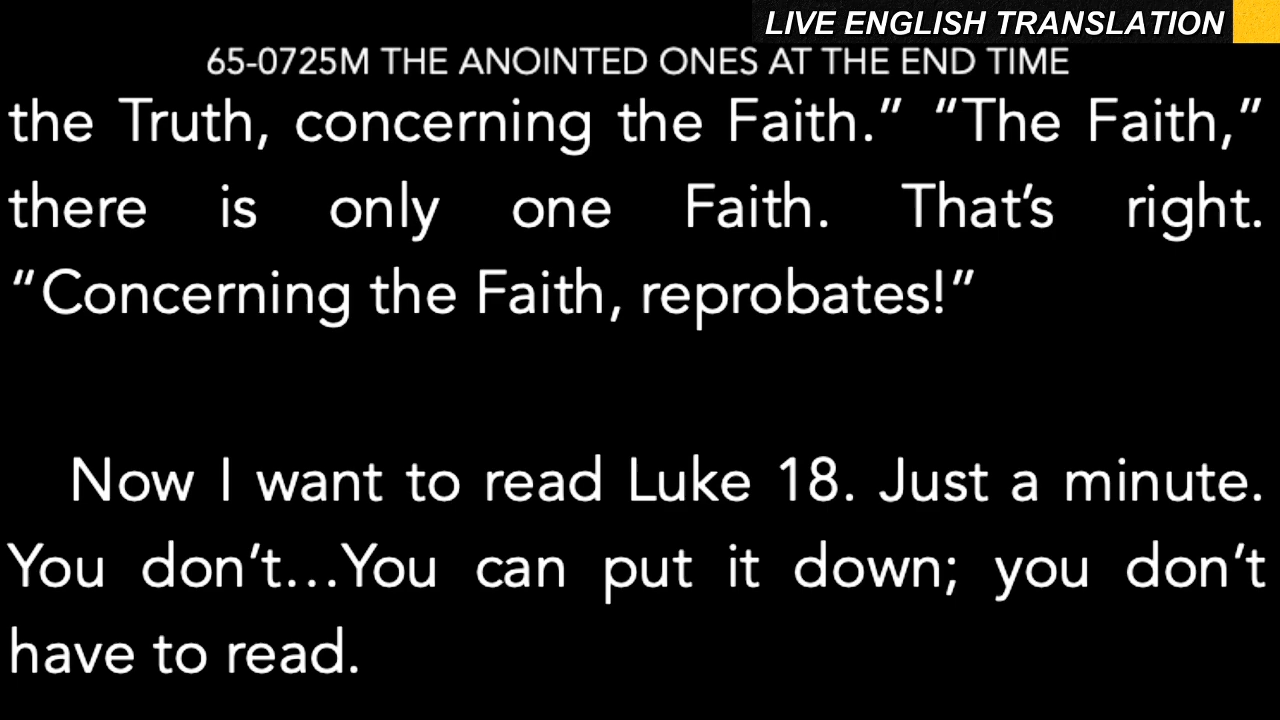 LIVE ENGLISH TRANSLATION
65-0725M THE ANOINTED ONES AT THE END TIME
the Truth, concerning the Faith.” “The Faith,”
there is only one Faith. That’s right.
“Concerning the Faith, reprobates!”
Now I want to read Luke 18. Just a minute.
You don’t…You can put it down; you don’t
have to read.